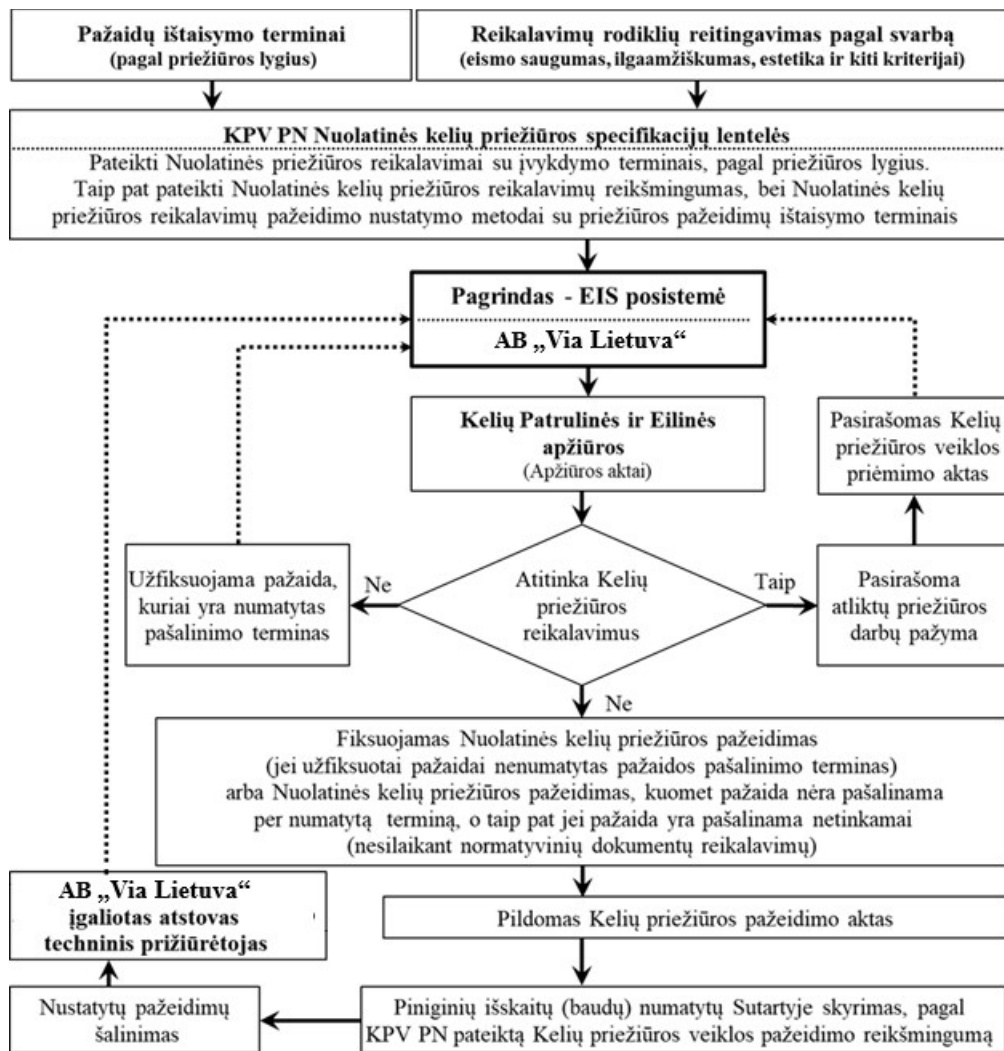 Pažaidų ištaisymo terminai
(pagal priežiūros lygius)
Reikalavimų rodiklių reitingavimas pagal svarbą
(eismo saugumas, ilgaamžiškumas, estetika ir kiti kriterijai)
KPV PN Nuolatinės kelių priežiūros specifikacijų lentelės
Pateikti Nuolatinės priežiūros reikalavimai su įvykdymo terminais, pagal priežiūros lygius.
Taip pat pateikti Nuolatinės kelių priežiūros reikalavimų reikšmingumas, bei Nuolatinės kelių
priežiūros reikalavimų pažeidimo nustatymo metodai su priežiūros pažeidimų ištaisymo terminais
Pagrindas - EIS posistemė
AB „Via Lietuva“
Kelių Patrulinės ir Eilinės
apžiūros
(Apžiūros aktai)
Pasirašomas Kelių
priežiūros veiklos
priėmimo aktas
Užfiksuojama pažaida,
kuriai yra numatytas
pašalinimo terminas
Ne
Atitinka Kelių
priežiūros
reikalavimus
Taip
Pasirašoma
atliktų priežiūros
darbų pažyma
Ne
Fiksuojamas Nuolatinės kelių priežiūros pažeidimas
(jei užfiksuotai pažaidai nenumatytas pažaidos pašalinimo terminas)
arba Nuolatinės kelių priežiūros pažeidimas, kuomet pažaida nėra pašalinama
per numatytą terminą, o taip pat jei pažaida yra pašalinama netinkamai
(nesilaikant normatyvinių dokumentų reikalavimų)
AB „Via Lietuva“
įgaliotas atstovas
techninis prižiūrėtojas
Pildomas Kelių priežiūros pažeidimo aktas
Nustatytų pažeidimų
šalinimas
Piniginių išskaitų (baudų) numatytų Sutartyje skyrimas, pagal
KPV PN pateiktą Kelių priežiūros veiklos pažeidimo reikšmingumą